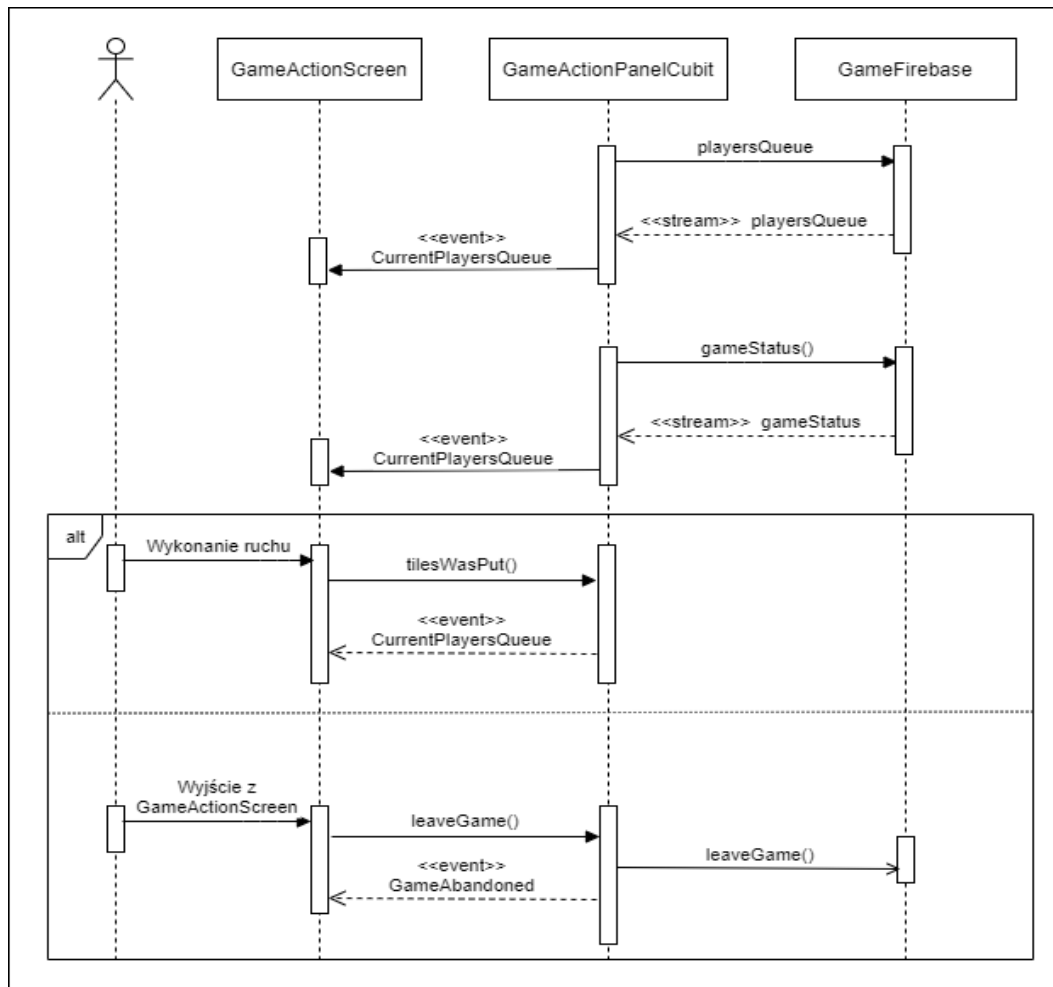 GameActionScreen
GameActionPanelCubit
GameFirebase
playersQueue
<<stream>> playersQueue
<<event>>
CurrentPlayersQueue
gameStatus()
<<stream>> gameStatus
<<event>>
CurrentPlayersQueue
alt
Wykonanie ruchu
tilesWasPut()
<<event>>
CurrentPlayersQueue
Wyjście z
GameActionScreen
leaveGame()
leaveGame()
<<event>>
GameAbandoned